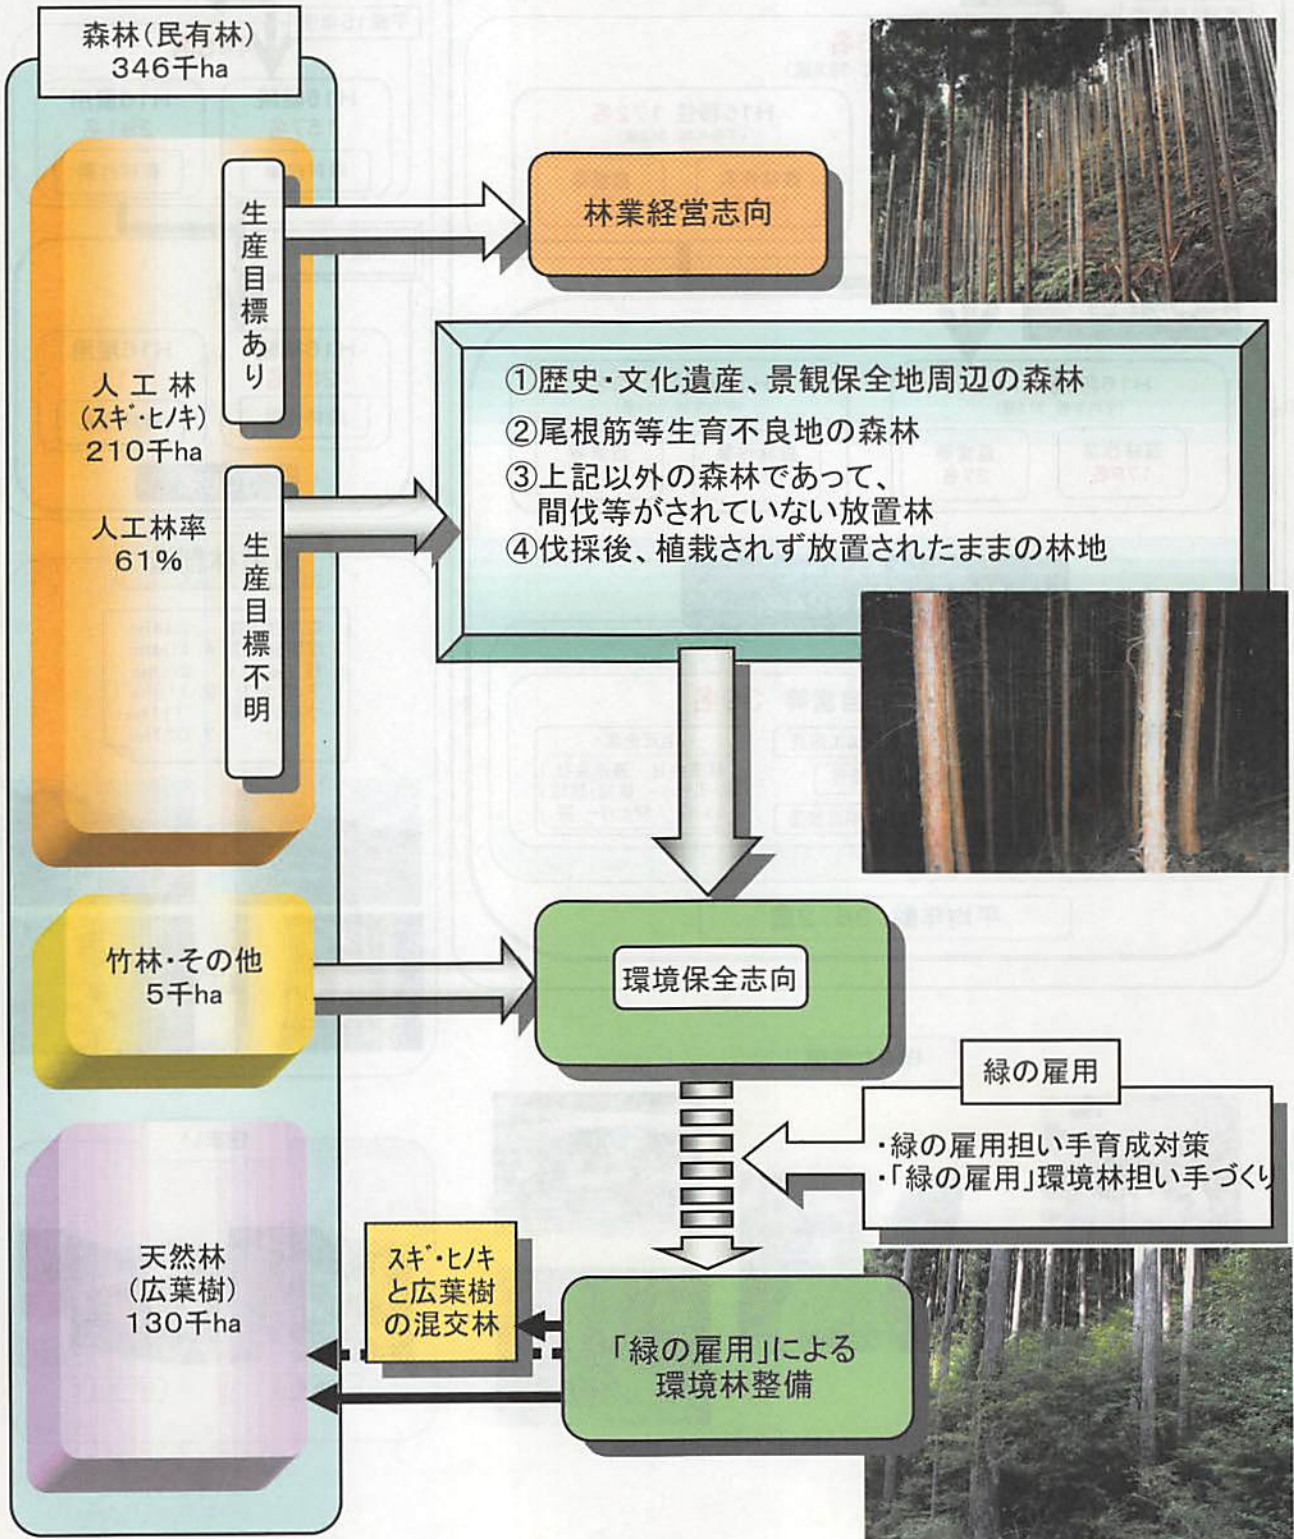 森林(民有林)
346千ha
人工林
(スギ・ヒノキ)
210千ha
人工林率
61%
生産目標あり
生産目標不明
林業経営志向
①歴史・文化遺産、景観保全地周辺の森林
②尾根筋等生育不良地の森林
③上記以外の森林であって、
間伐等がされていない放置林
④伐採後、植栽されず放置されたままの林地
竹林・その他
5千ha
環境保全志向
緑の雇用
・緑の雇用担い手育成対策
・「緑の雇用」環境林担い手づくり
天然林
(広葉樹)
130千ha
スギ・ヒノキ
と広葉樹
の混交林
「緑の雇用」による
環境林整備